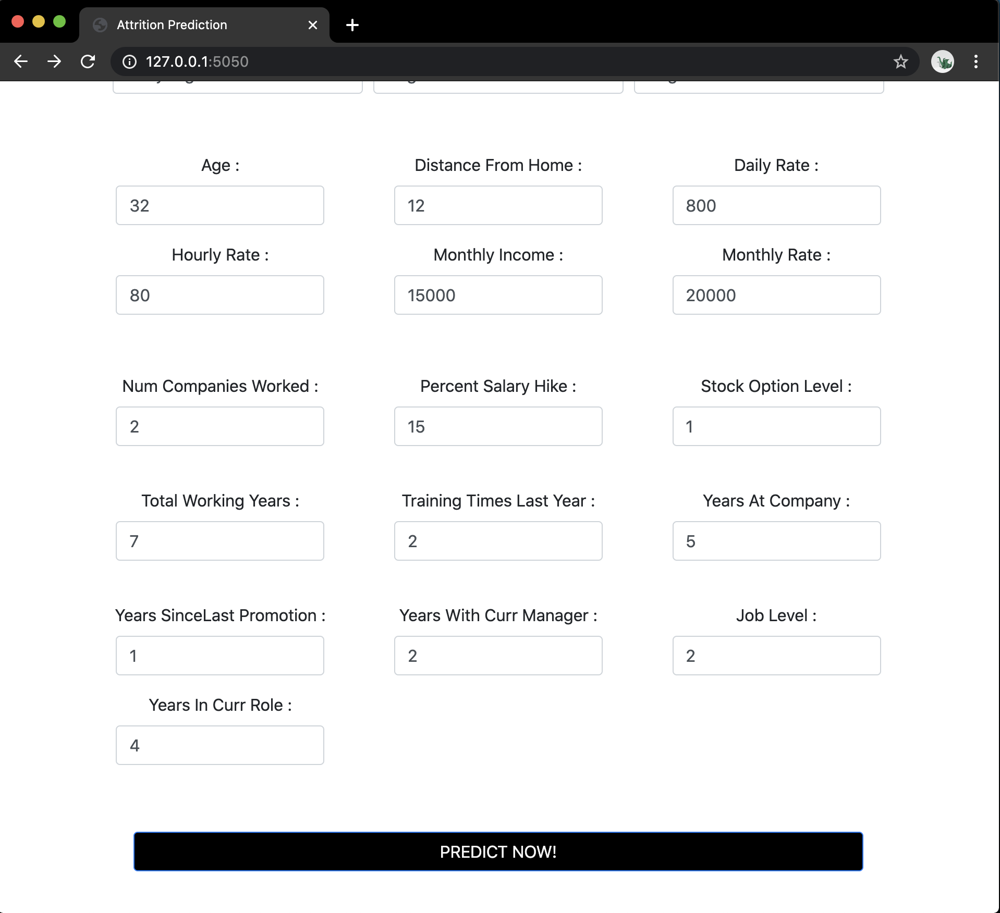 Attrition Prediction
127.0.0.1:5050
Age : Distance From Home : Daily Rate :
32 12 800
Hourly Rate : Monthly Income : Monthly Rate :
80 15000 20000
Num Companies Worked : Percent Salary Hike : Stock Option Level :
2 15 1
Total Working Years : Training Times Last Year : Years At Company :
7 2 5
Years SinceLast Promotion : Years With Curr Manager : Job Level :
1 2 2
Years In Curr Role :
4
PREDICT NOW!